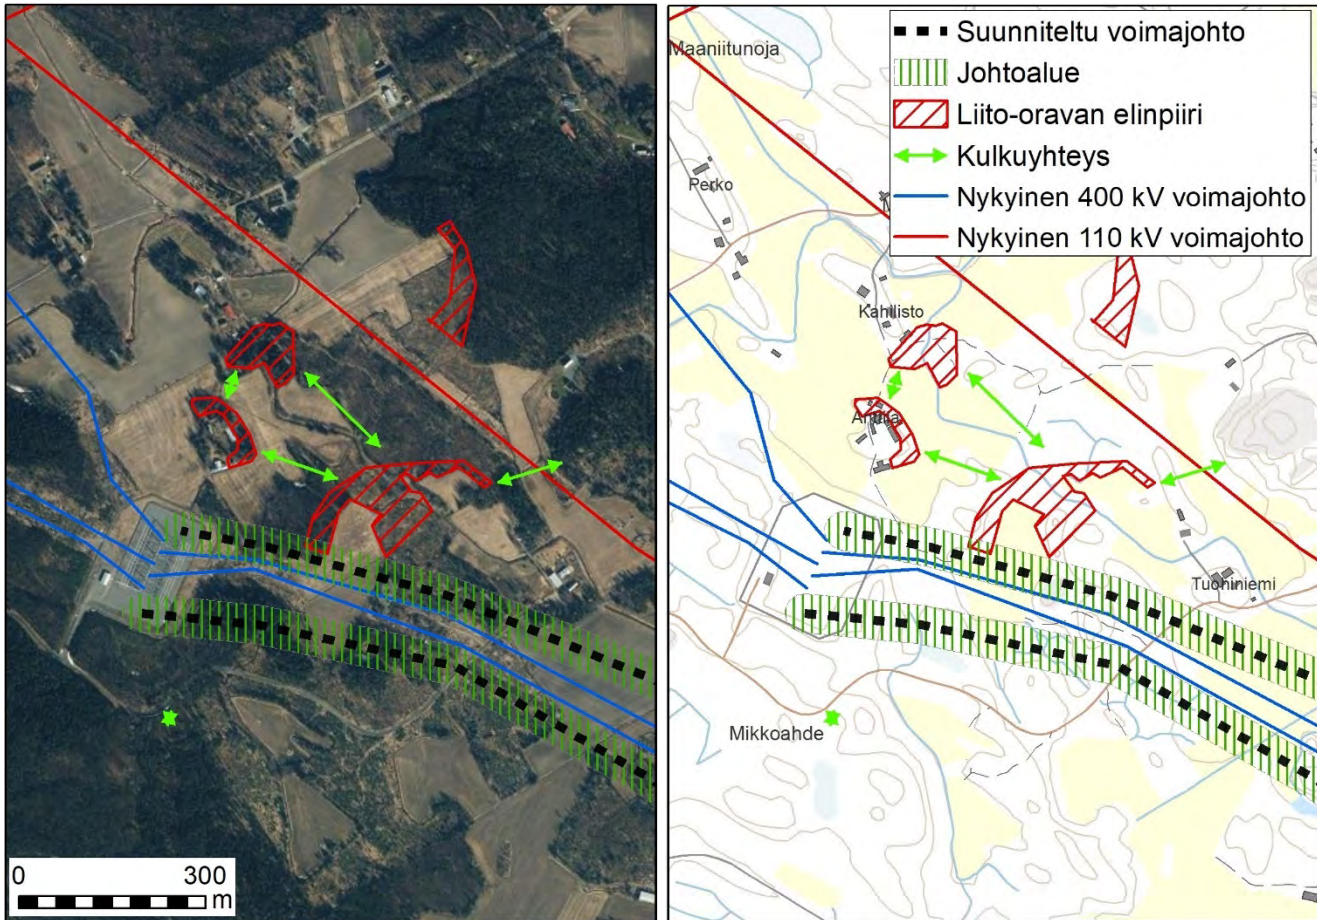 Maaniitunoja
Suunniteltu voimajohto
Johtoalue
Liito-oravan elinpiiri
Kulkuyhteys
Nykyinen 400 kV voimajohto
Nykyinen 110 kV voimajohto
Perko
Kahilisto
Anttila
Tuohiniemi
Mikkoahde
0 300
m